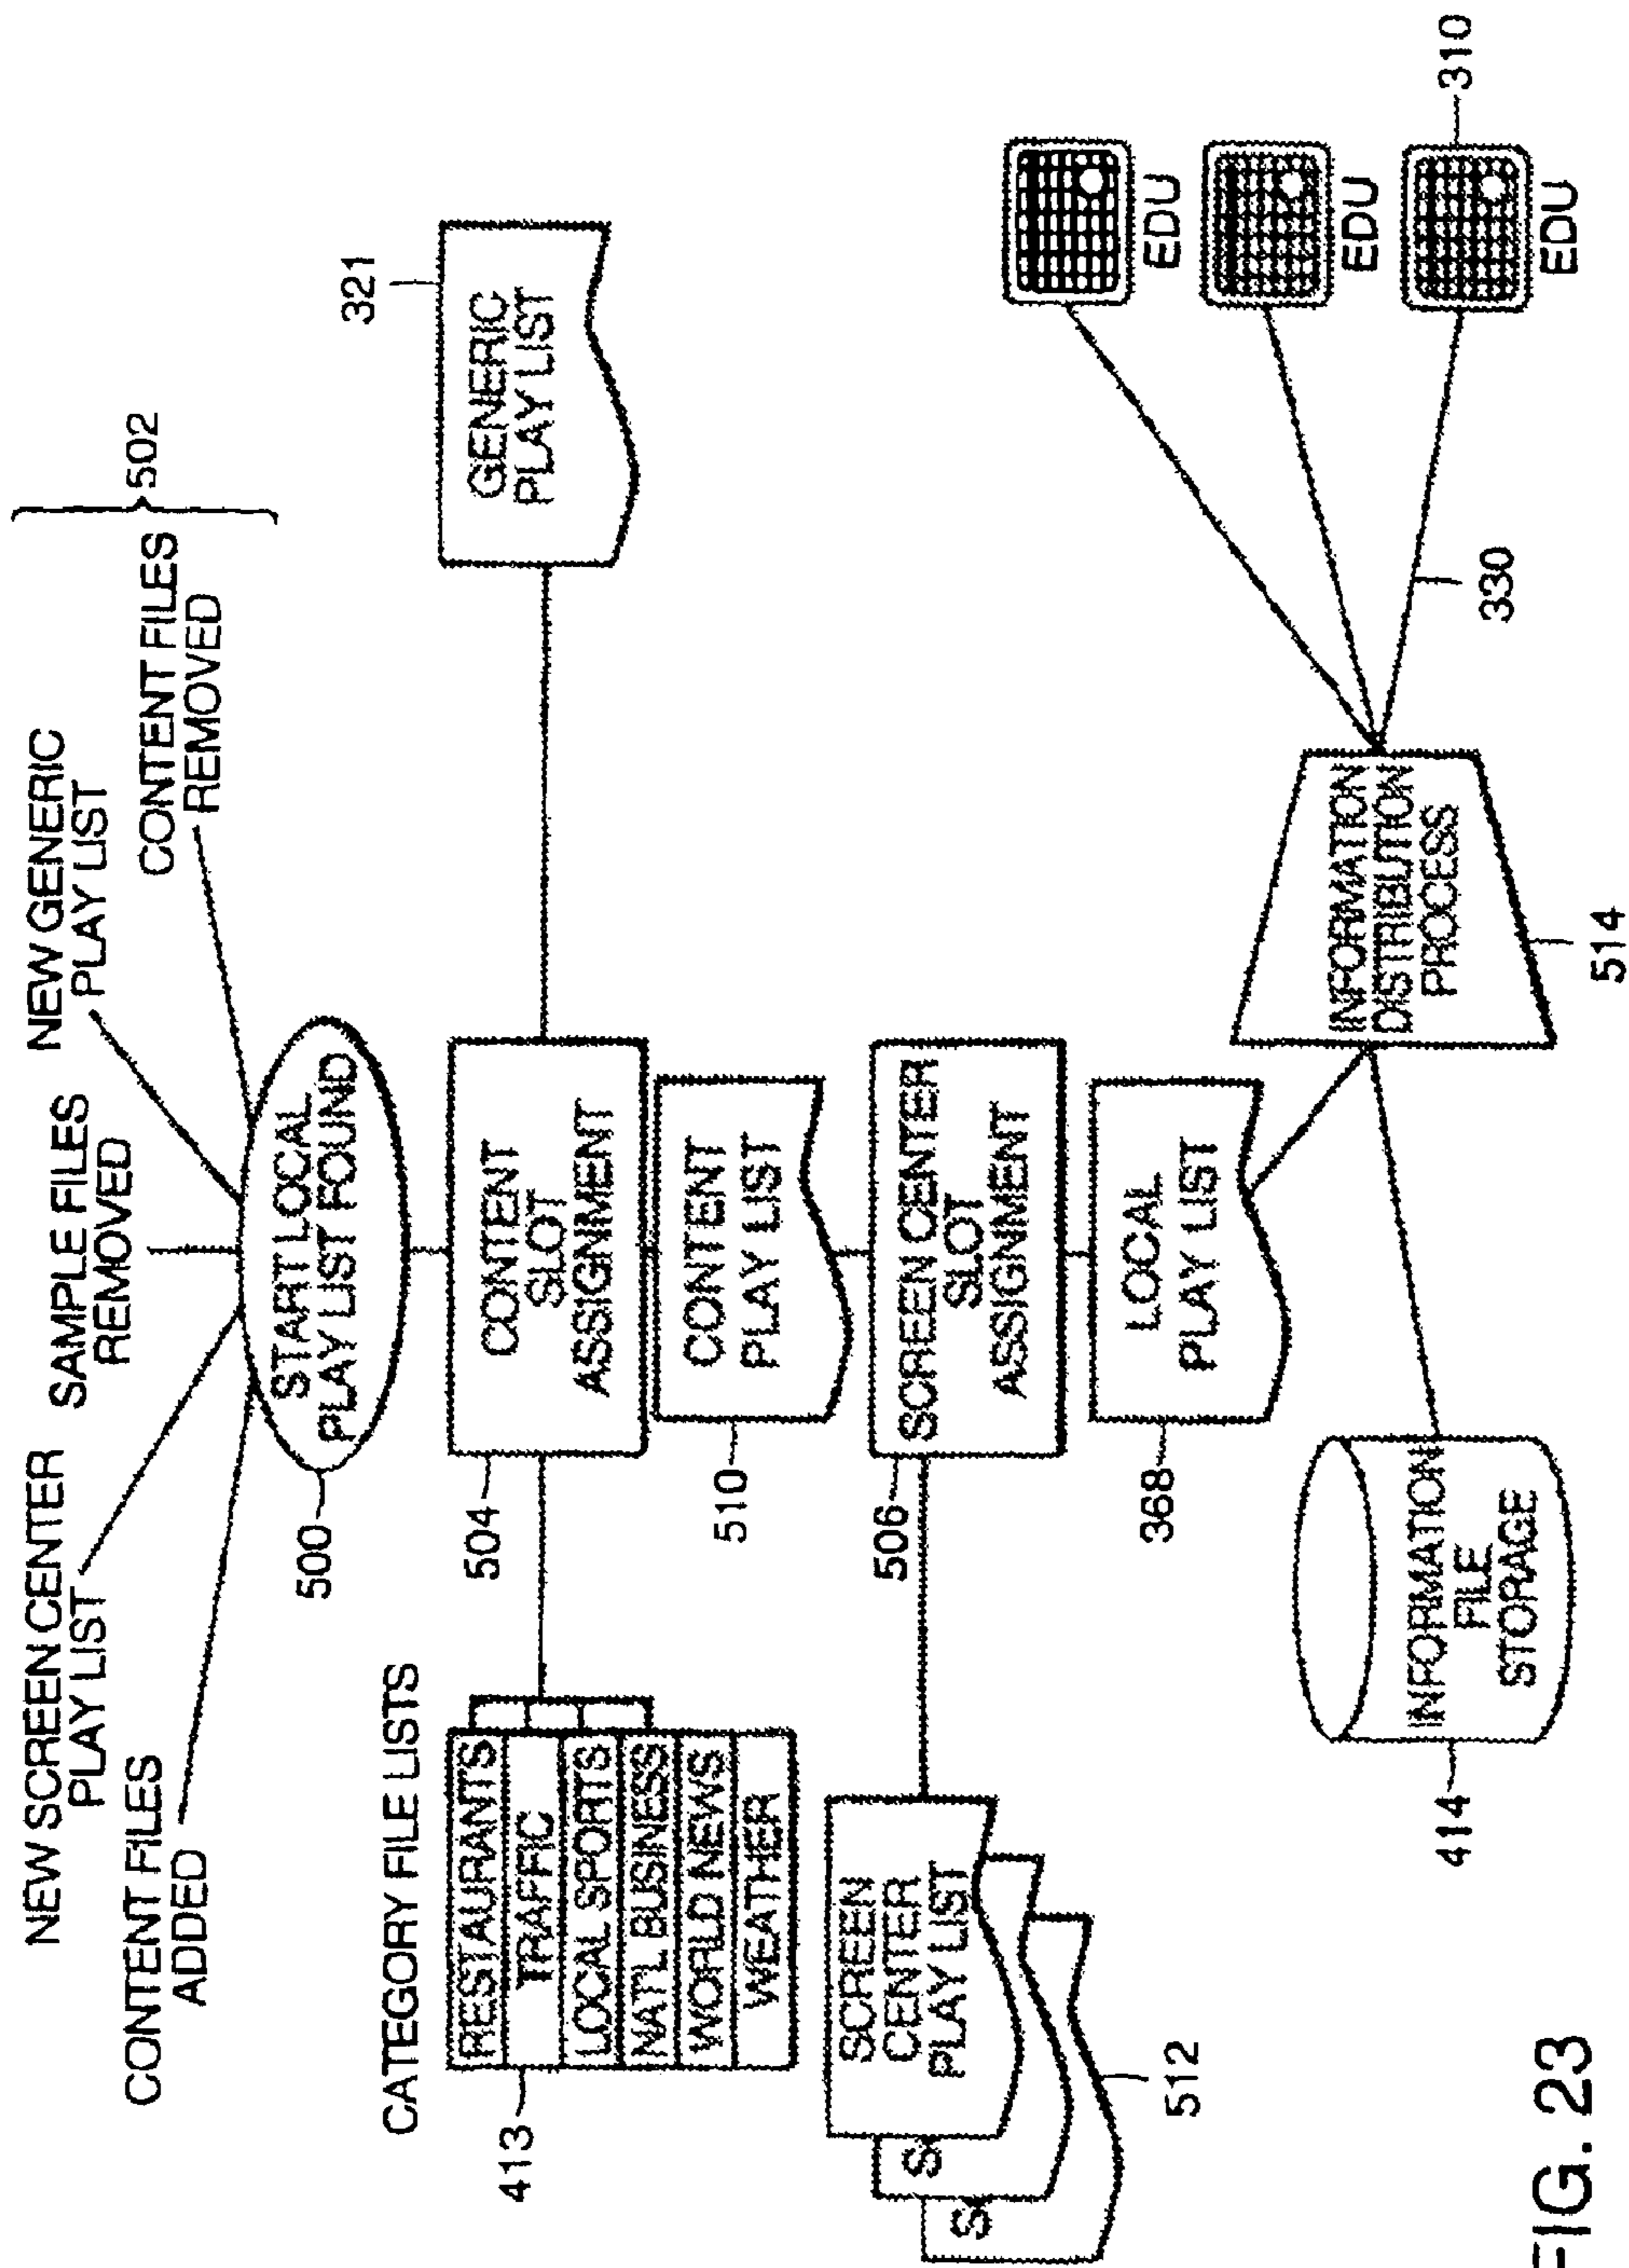 NEW SCREEN CENTER
PLAY LIST
SAMPLE FILES
REMOVED
NEW GENERIC
PLAY LIST
CONTENT FILES
ADDED
CONTENT FILES
REMOVED
502
START LOCAL
PLAY LIST FOUND
500
CATEGORY FILE LISTS
RESTAURANTS
TRAFFIC
LOCAL SPORTS
NAT'L BUSINESS
WORLD NEWS
WEATHER
413
CONTENT
SLOT
ASSIGNMENT
504
GENERIC
PLAY LIST
321
CONTENT
PLAY LIST
510
SCREEN
CENTER
PLAY LIST
S
S
512
SCREEN CENTER
SLOT
ASSIGNMENT
506
LOCAL
PLAY LIST
368
INFORMATION
FILE
STORAGE
414
INFORMATION
DISTRIBUTION
PROCESS
514
330
EDU
EDU
EDU
310
FIG. 23